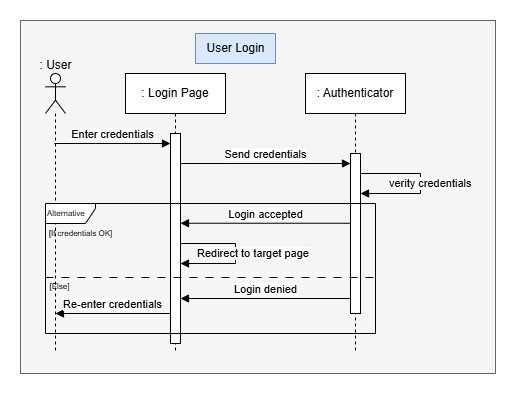 User Login
: User
: Login Page
: Authenticator
Enter credentials
Send credentials
verity credentials
Alternative
Login accepted
[If credentials OK]
Redirect to target page
[Else]
Login denied
Re-enter credentials